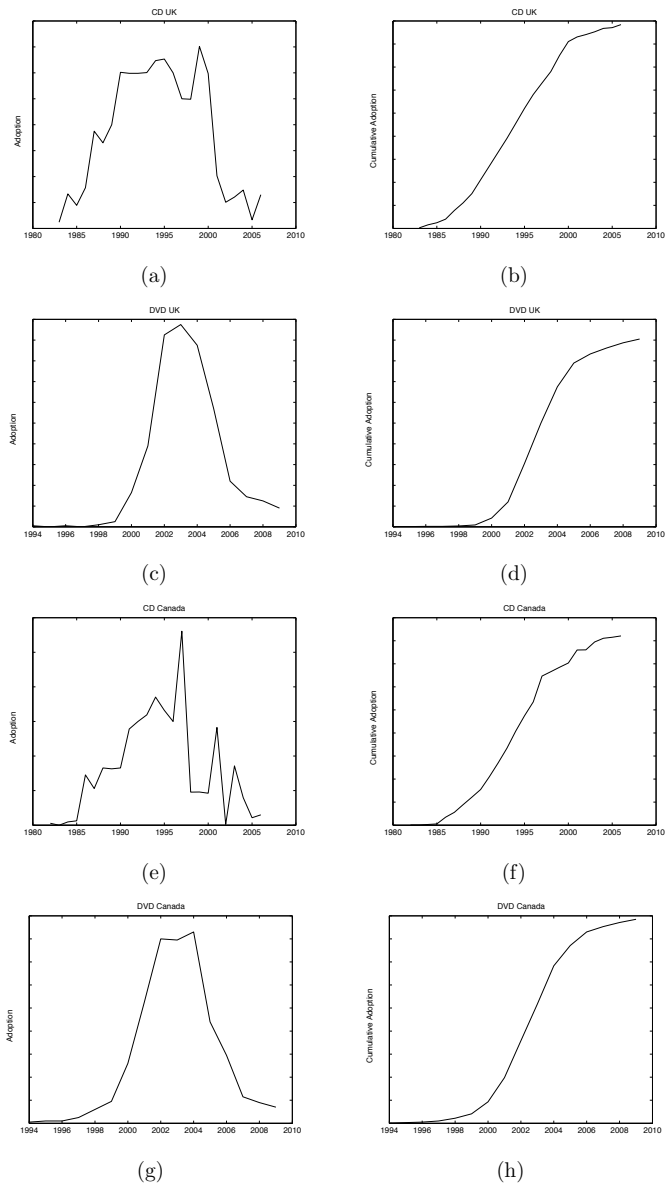 CD UK
Adoption
1980 1985 1990 1995 2000 2005 2010
(a)
CD UK
Cumulative Adoption
1980 1985 1990 1995 2000 2005 2010
(b)
DVD UK
Adoption
1994 1996 1998 2000 2002 2004 2006 2008 2010
(c)
DVD UK
Cumulative Adoption
1994 1996 1998 2000 2002 2004 2006 2008 2010
(d)
CD Canada
Adoption
1980 1985 1990 1995 2000 2005 2010
(e)
CD Canada
Cumulative Adoption
1980 1985 1990 1995 2000 2005 2010
(f)
DVD Canada
Adoption
1994 1996 1998 2000 2002 2004 2006 2008 2010
(g)
DVD Canada
Cumulative Adoption
1994 1996 1998 2000 2002 2004 2006 2008 2010
(h)